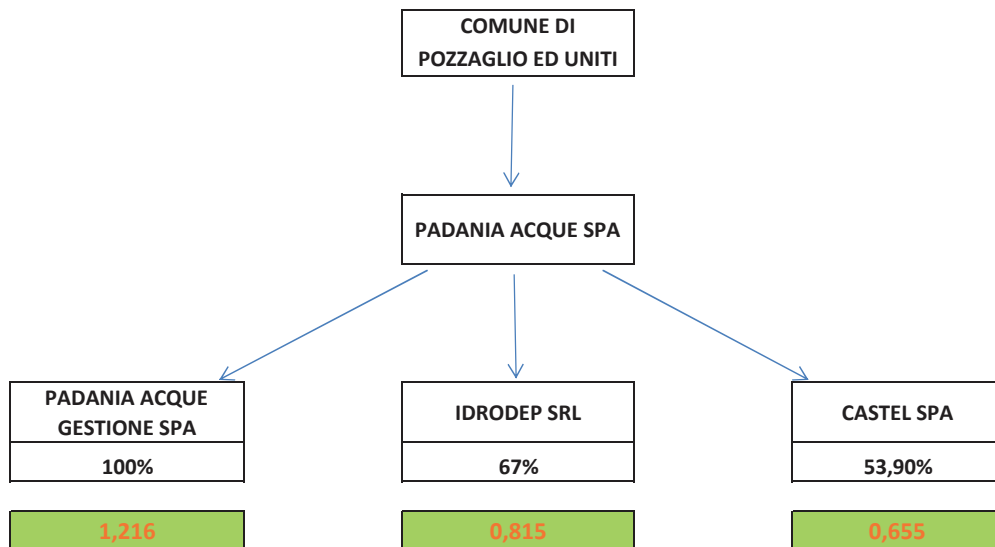 COMUNE DI
POZZAGLIO ED UNITI
PADANIA ACQUE SPA
PADANIA ACQUE
GESTIONE SPA
IDRODEP SRL
CASTEL SPA
100%
67%
53,90%
1,216
0,815
0,655